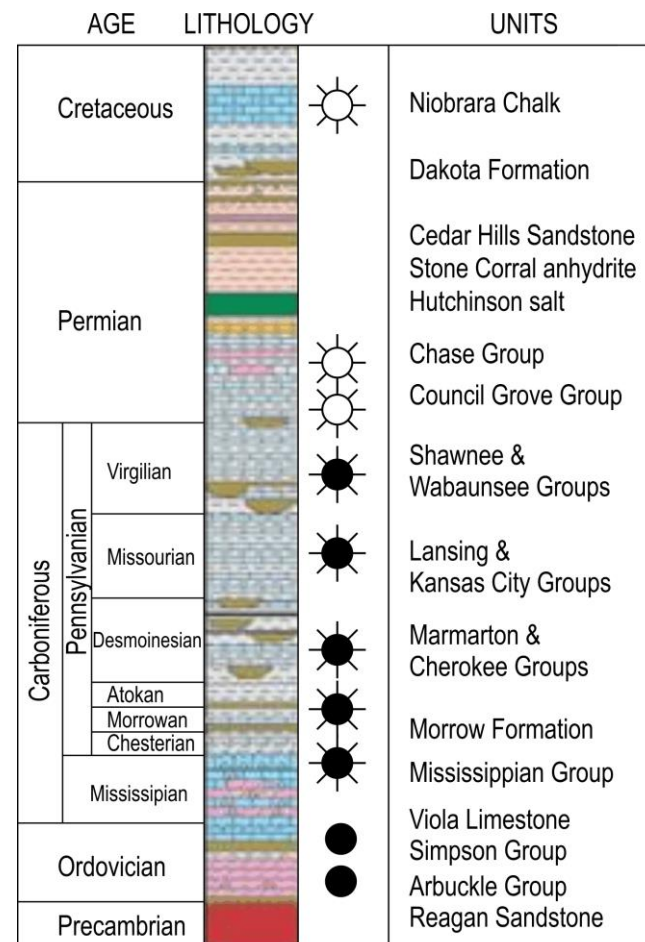 AGE LITHOLOGY UNITS
Cretaceous
Niobrara Chalk
Dakota Formation
Permian
Cedar Hills Sandstone
Stone Corral anhydrite
Hutchinson salt
Chase Group
Council Grove Group
Carboniferous
Pennsylvanian
Virgilian
Shawnee &
Wabaunsee Groups
Missourian
Lansing &
Kansas City Groups
Desmoinesian
Marmarton &
Cherokee Groups
Atokan
Morrowan
Chesterian
Morrow Formation
Mississipian
Mississippian Group
Ordovician
Viola Limestone
Simpson Group
Arbuckle Group
Precambrian
Reagan Sandstone